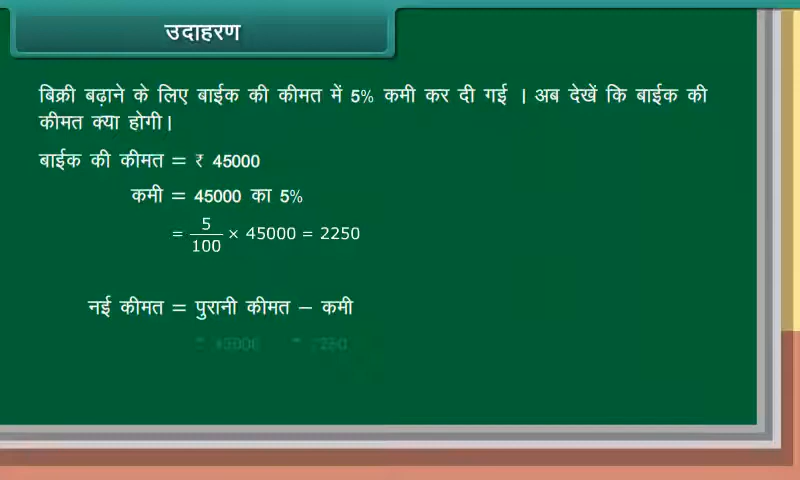 उदाहरण
बिक्री बढ़ाने के लिए बाईक की कीमत में 5% कमी कर दी गई । अब देखें कि बाईक की
कीमत क्या होगी।
बाईक की कीमत = ₹ 45000
कमी = 45000 का 5%
= 5/100 × 45000 = 2250
नई कीमत = पुरानी कीमत – कमी